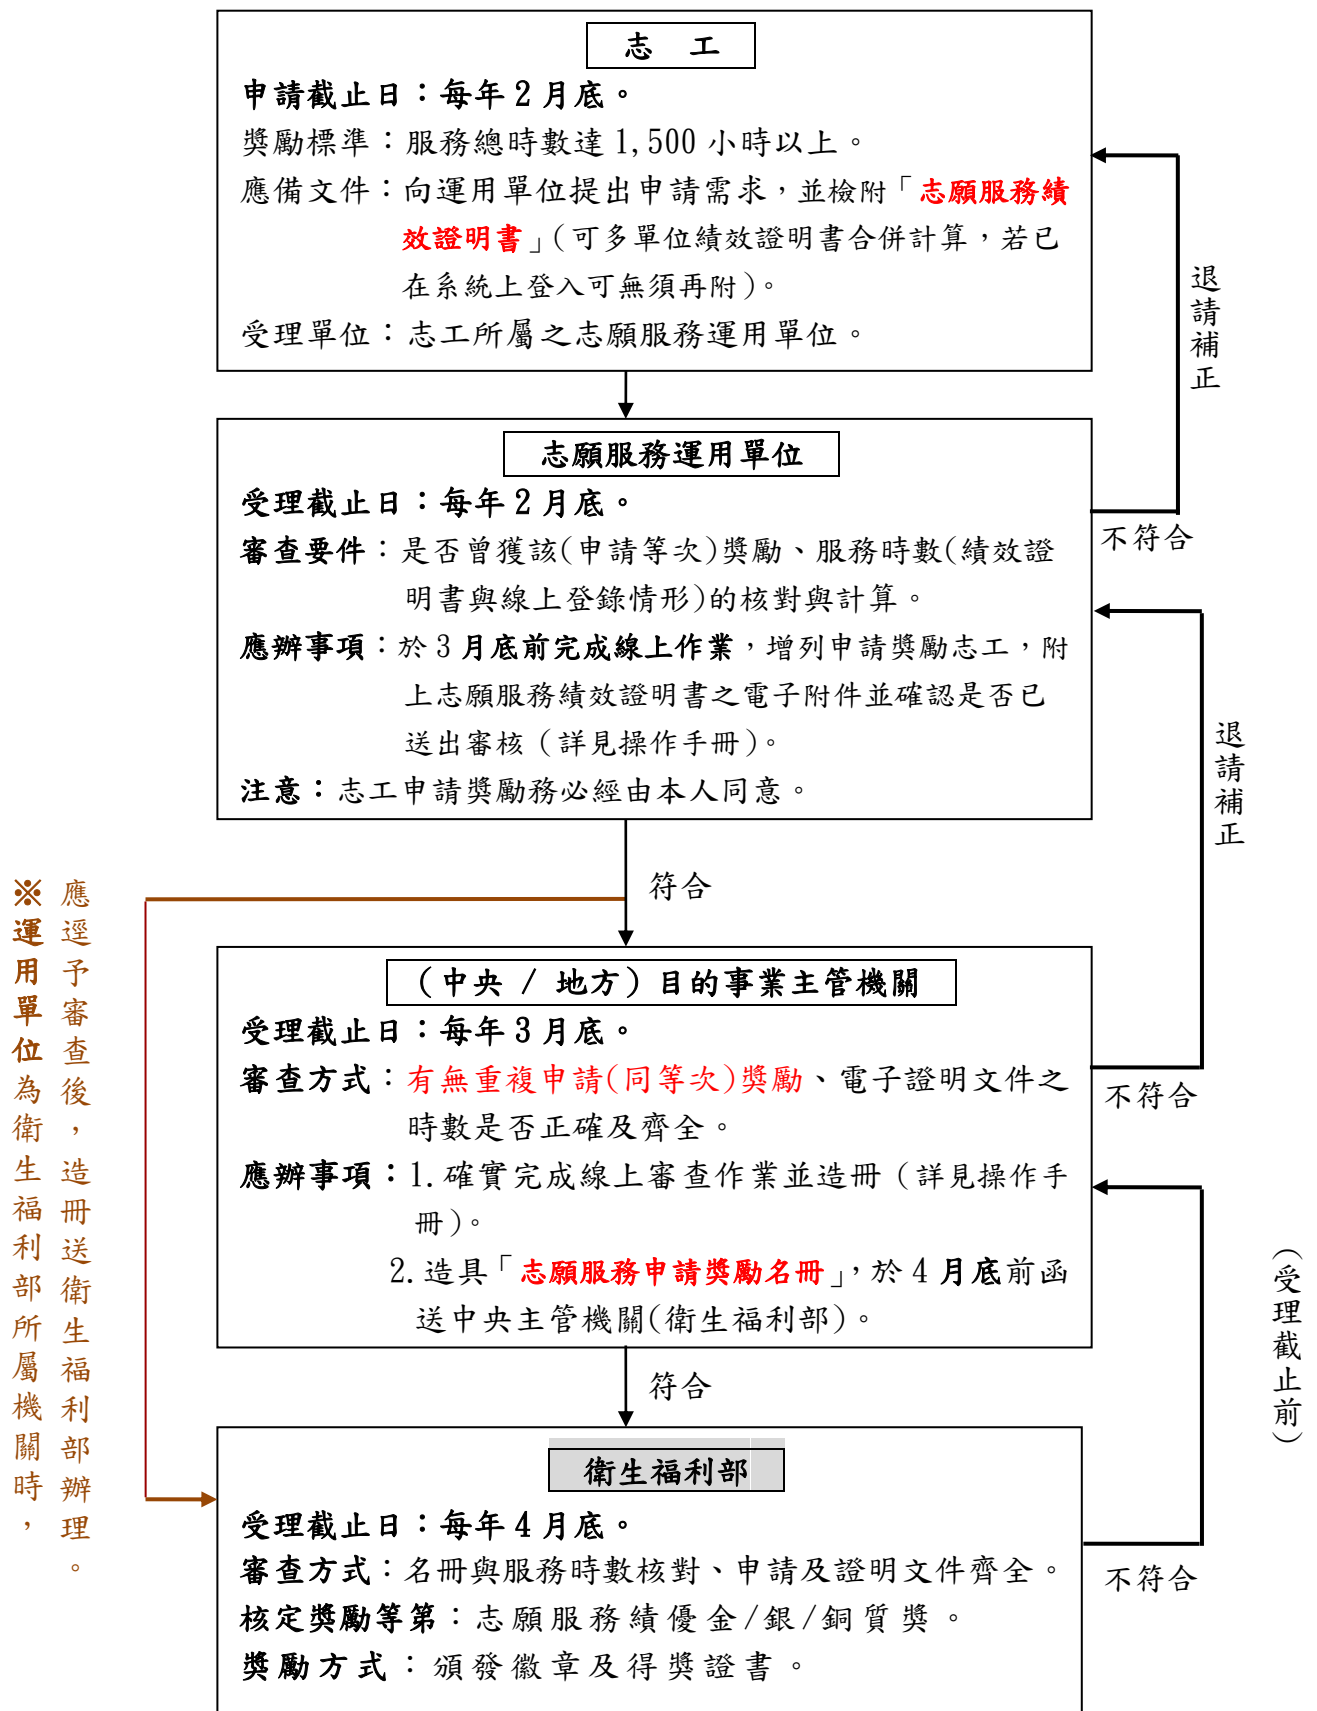 志　工
申請截止日：每年2月底。
獎勵標準：服務總時數達1,500小時以上。
應備文件：向運用單位提出申請需求，並檢附「志願服務績
效證明書」(可多單位績效證明書合併計算，若已
在系統上登入可無須再附)。
受理單位：志工所屬之志願服務運用單位。
退請補正
志願服務運用單位
受理截止日：每年2月底。
審查要件：是否曾獲該(申請等次)獎勵、服務時數(績效證
明書與線上登錄情形)的核對與計算。
應辦事項：於3月底前完成線上作業，增列申請獎勵志工，附
上志願服務績效證明書之電子附件並確認是否已
送出審核（詳見操作手冊)。
注意：志工申請獎勵務必經由本人同意。
不符合
退請補正
符合
※運用單位為衛生福利部所屬機關時，
應逕予審查後，造冊送衛生福利部辦理。
（中央 / 地方）目的事業主管機關
受理截止日：每年3月底。
審查方式：有無重複申請(同等次)獎勵、電子證明文件之
時數是否正確及齊全。
應辦事項：1.確實完成線上審查作業並造冊（詳見操作手
冊)。
2.造具「志願服務申請獎勵名冊」，於4月底前函
送中央主管機關(衛生福利部)。
不符合
（受理截止前）
符合
衛生福利部
受理截止日：每年4月底。
審查方式：名冊與服務時數核對、申請及證明文件齊全。
核定獎勵等第：志願服務績優金/銀/銅質獎。
獎勵方式：頒發徽章及得獎證書。
不符合